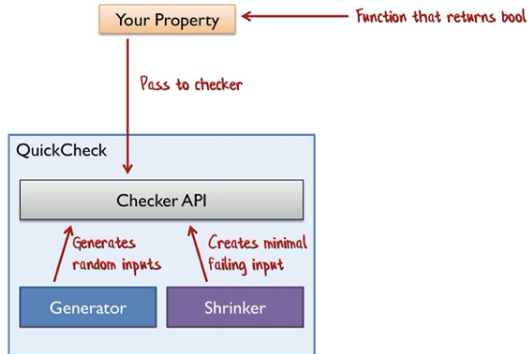 Your Property
Function that returns bool
Pass to checker
QuickCheck
Checker API
Generates
random inputs
Creates minimal
failing input
Generator
Shrinker